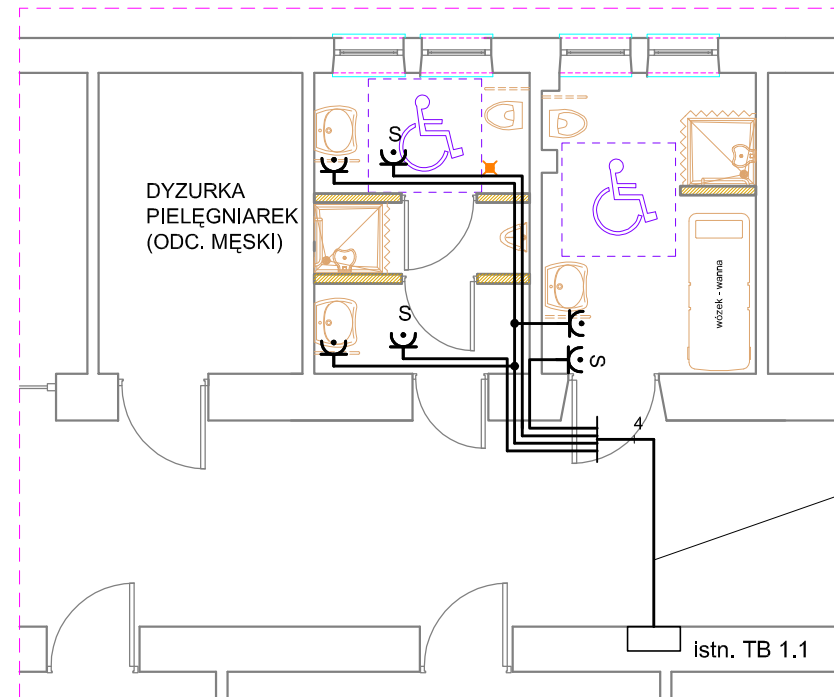 S
DYZURKA
PIELĘGNIAREK
(ODC. MĘSKI)
wózek - wanna
S
S
4
istn. TB 1.1